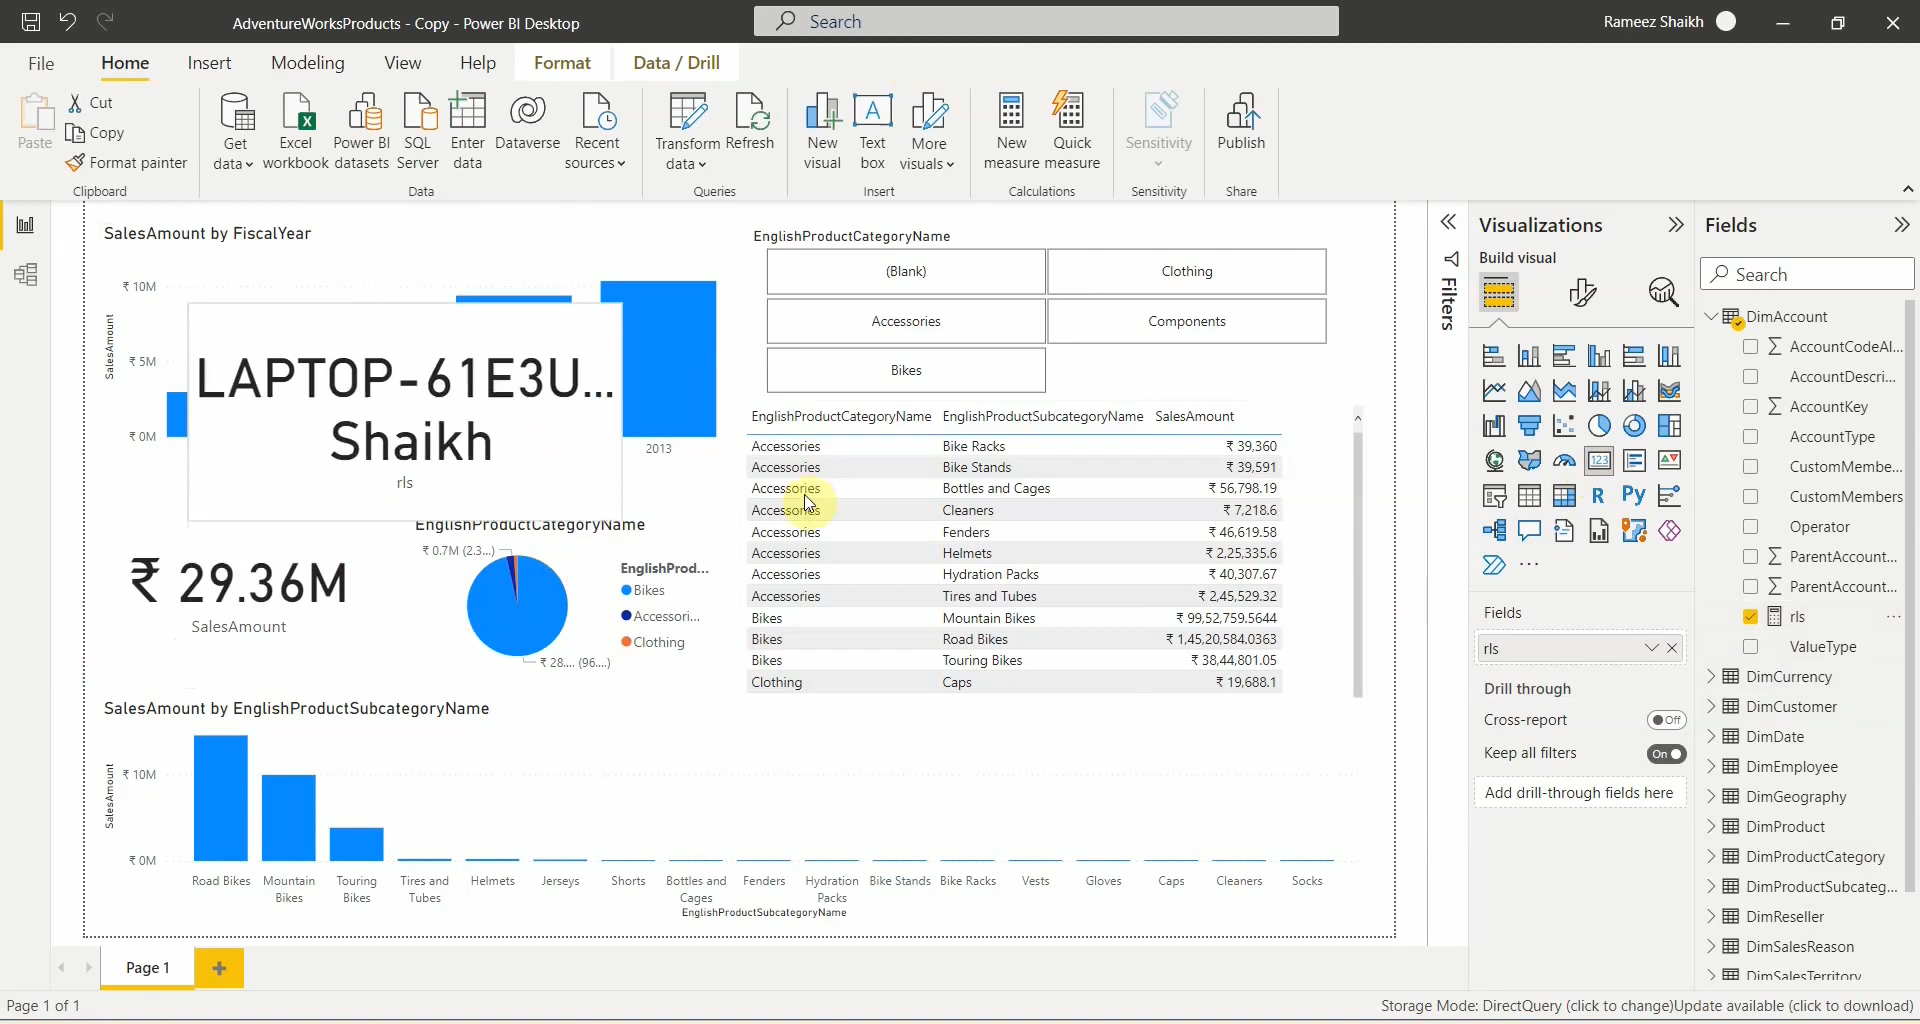 AdventureWorksProducts - Copy - Power BI Desktop
Search
Rameez Shaikh
File
Home
Insert
Modeling
View
Help
Format
Data / Drill
Paste
Cut
Copy
Format painter
Clipboard
Get data
Excel workbook
Power BI datasets
SQL Server
Enter data
Dataverse
Recent sources
Data
Transform data
Refresh
Queries
New visual
Text box
More visuals
Insert
New measure
Quick measure
Calculations
Sensitivity
Sensitivity
Publish
Share
SalesAmount by FiscalYear
SalesAmount
₹ 10M
₹ 5M
₹ 0M
2013
LAPTOP-61E3U...
Shaikh
rls
EnglishProductCategoryName
₹ 0.7M (2.3...)
₹ 28.... (96....)
EnglishProd...
Bikes
Accessori...
Clothing
₹ 29.36M
SalesAmount
EnglishProductCategoryName
(Blank)
Clothing
Accessories
Components
Bikes
EnglishProductCategoryName EnglishProductSubcategoryName SalesAmount
Accessories Bike Racks ₹ 39,360
Accessories Bike Stands ₹ 39,591
Accessories Bottles and Cages ₹ 56,798.19
Accessories Cleaners ₹ 7,218.6
Accessories Fenders ₹ 46,619.58
Accessories Helmets ₹ 2,25,335.6
Accessories Hydration Packs ₹ 40,307.67
Accessories Tires and Tubes ₹ 2,45,529.32
Bikes Mountain Bikes ₹ 99,52,759.5644
Bikes Road Bikes ₹ 1,45,20,584.0363
Bikes Touring Bikes ₹ 38,44,801.05
Clothing Caps ₹ 19,688.1
SalesAmount by EnglishProductSubcategoryName
SalesAmount
₹ 10M
₹ 0M
Road Bikes
Mountain Bikes
Touring Bikes
Tires and Tubes
Helmets
Jerseys
Shorts
Bottles and Cages
Fenders
Hydration Packs
Bike Stands
Bike Racks
Vests
Gloves
Caps
Cleaners
Socks
EnglishProductSubcategoryName
Filters
Visualizations
Build visual
R
Py
123
Fields
rls
Drill through
Cross-report
Off
Keep all filters
On
Add drill-through fields here
Fields
Search
DimAccount
AccountCodeAl...
AccountDescri...
AccountKey
AccountType
CustomMembe...
CustomMembers
Operator
ParentAccount...
ParentAccount...
rls
ValueType
DimCurrency
DimCustomer
DimDate
DimEmployee
DimGeography
DimProduct
DimProductCategory
DimProductSubcateg...
DimReseller
DimSalesReason
DimSalesTerritory
Page 1
Page 1 of 1
Storage Mode: DirectQuery (click to change)
Update available (click to download)